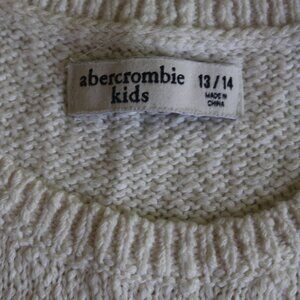 abercrombie
kids
13/14
MADE IN
CHINA